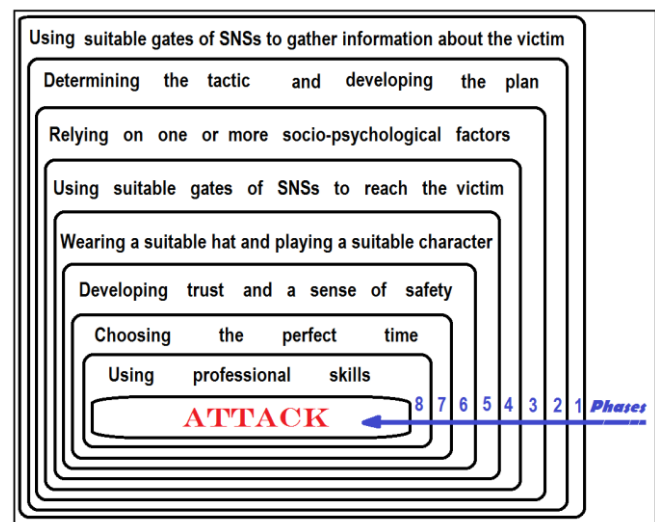 Using suitable gates of SNSs to gather information about the victim
Determining the tactic and developing the plan
Relying on one or more socio-psychological factors
Using suitable gates of SNSs to reach the victim
Wearing a suitable hat and playing a suitable character
Developing trust and a sense of safety
Choosing the perfect time
Using professional skills
ATTACK
8 7 6 5 4 3 2 1 Phases